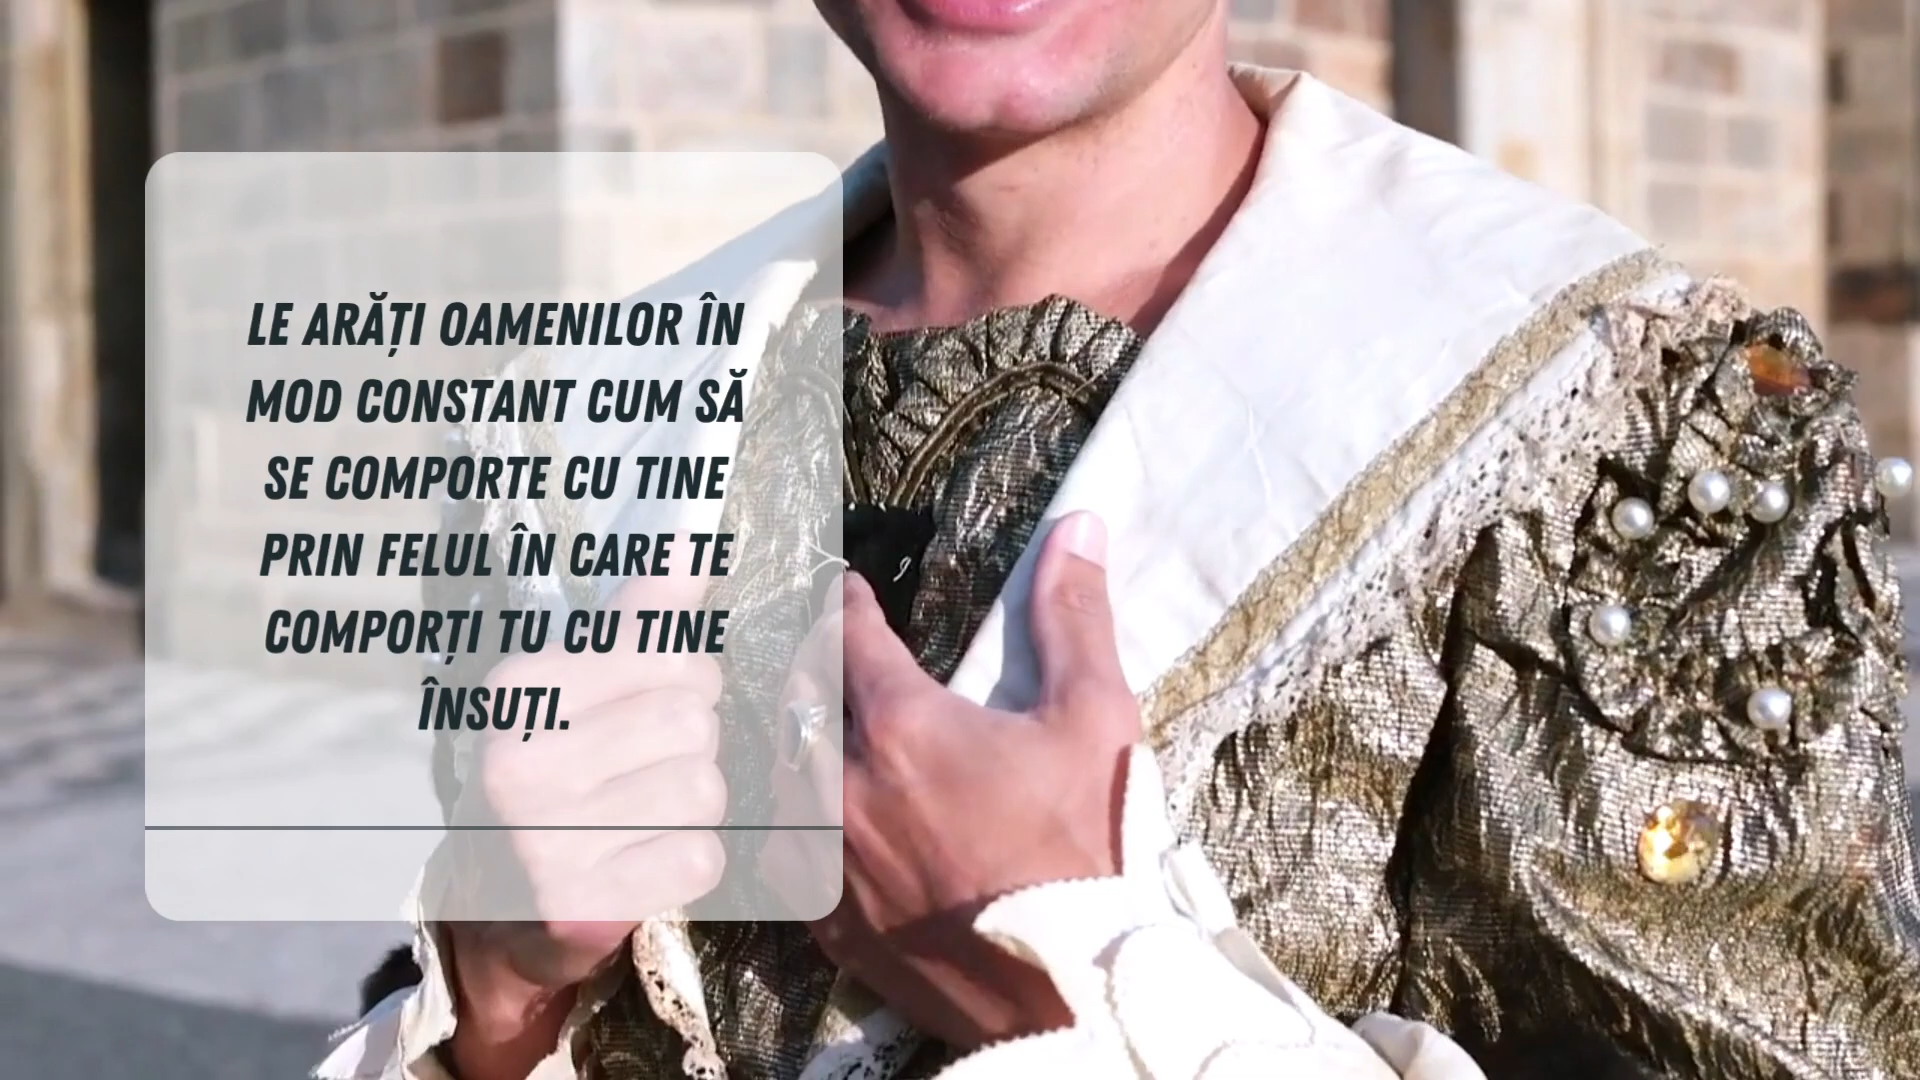 LE ARĂȚI OAMENILOR ÎN
MOD CONSTANT CUM SĂ
SE COMPORTE CU TINE
PRIN FELUL ÎN CARE TE
COMPORȚI TU CU TINE
ÎNSUȚI.